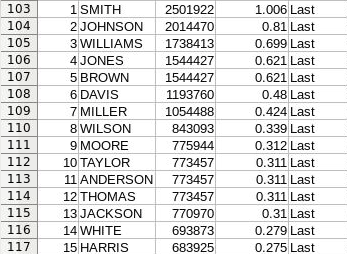 103 1 SMITH 2501922 1.006 Last
104 2 JOHNSON 2014470 0.81 Last
105 3 WILLIAMS 1738413 0.699 Last
106 4 JONES 1544427 0.621 Last
107 5 BROWN 1544427 0.621 Last
108 6 DAVIS 1193760 0.48 Last
109 7 MILLER 1054488 0.424 Last
110 8 WILSON 843093 0.339 Last
111 9 MOORE 775944 0.312 Last
112 10 TAYLOR 773457 0.311 Last
113 11 ANDERSON 773457 0.311 Last
114 12 THOMAS 773457 0.311 Last
115 13 JACKSON 770970 0.31 Last
116 14 WHITE 693873 0.279 Last
117 15 HARRIS 683925 0.275 Last